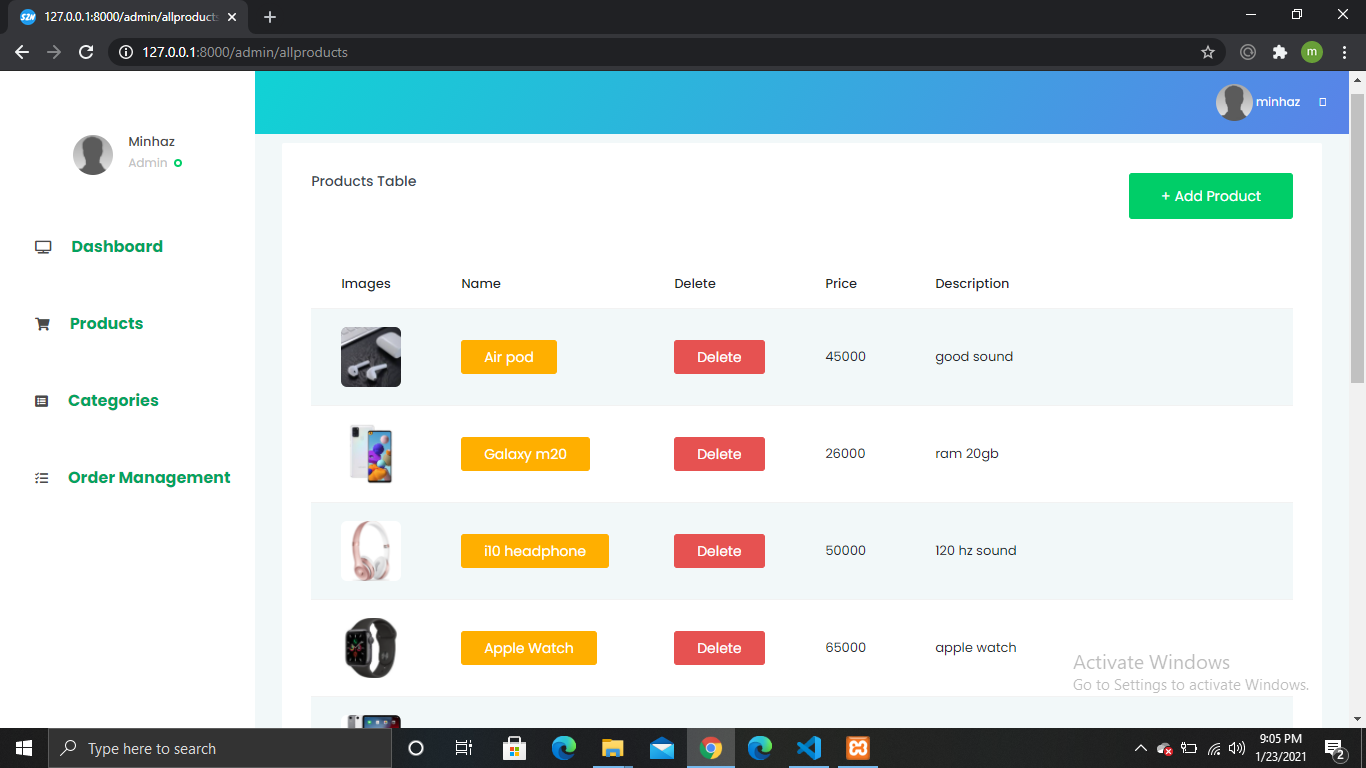 127.0.0.1:8000/admin/allproducts
127.0.0.1:8000/admin/allproducts
m
minhaz
Minhaz
Admin
Dashboard
Products
Categories
Order Management
Products Table
+ Add Product
Images Name Delete Price Description
Air pod Delete 45000 good sound
Galaxy m20 Delete 26000 ram 20gb
i10 headphone Delete 50000 120 hz sound
Apple Watch Delete 65000 apple watch
Activate Windows
Go to Settings to activate Windows.
Type here to search
9:05 PM
1/23/2021
2